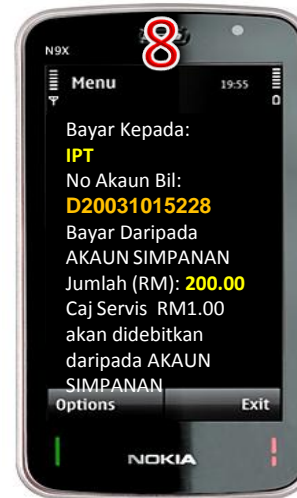 8
N9X
Menu 19:55
Bayar Kepada:
IPT
No Akaun Bil:
D20031015228
Bayar Daripada
AKAUN SIMPANAN
Jumlah (RM): 200.00
Caj Servis RM1.00
akan didebitkan
daripada AKAUN
SIMPANAN
Options Exit
NOKIA